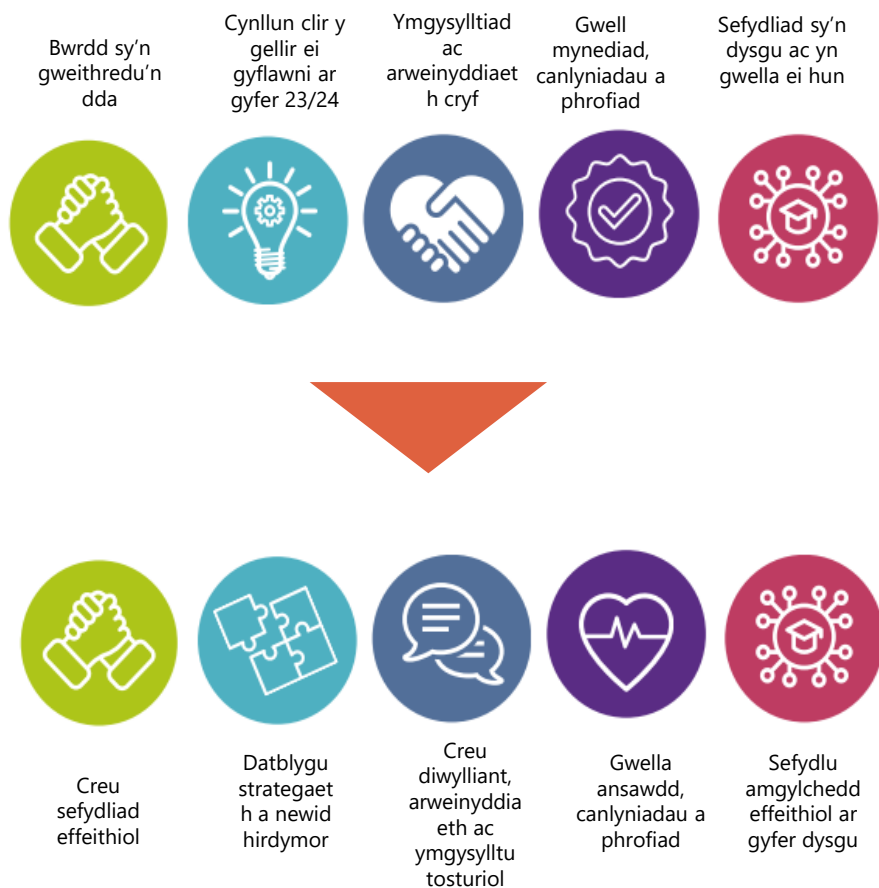 Bwrdd sy'n
gweithredu'n
dda
Cynllun clir y
gellir ei
gyflawni ar
gyfer 23/24
Ymgysylltiad
ac
arweinyddiaet
h cryf
Gwell
mynediad,
canlyniadau a
phrofiad
Sefydliad sy'n
dysgu ac yn
gwella ei hun
Creu
sefydliad
effeithiol
Datblygu
strategaet
h a newid
hirdymor
Creu
diwylliant,
arweinyddia
eth ac
ymgysylltu
tosturiol
Gwella
ansawdd,
canlyniadau a
phrofiad
Sefydlu
amgylchedd
effeithiol ar
gyfer dysgu